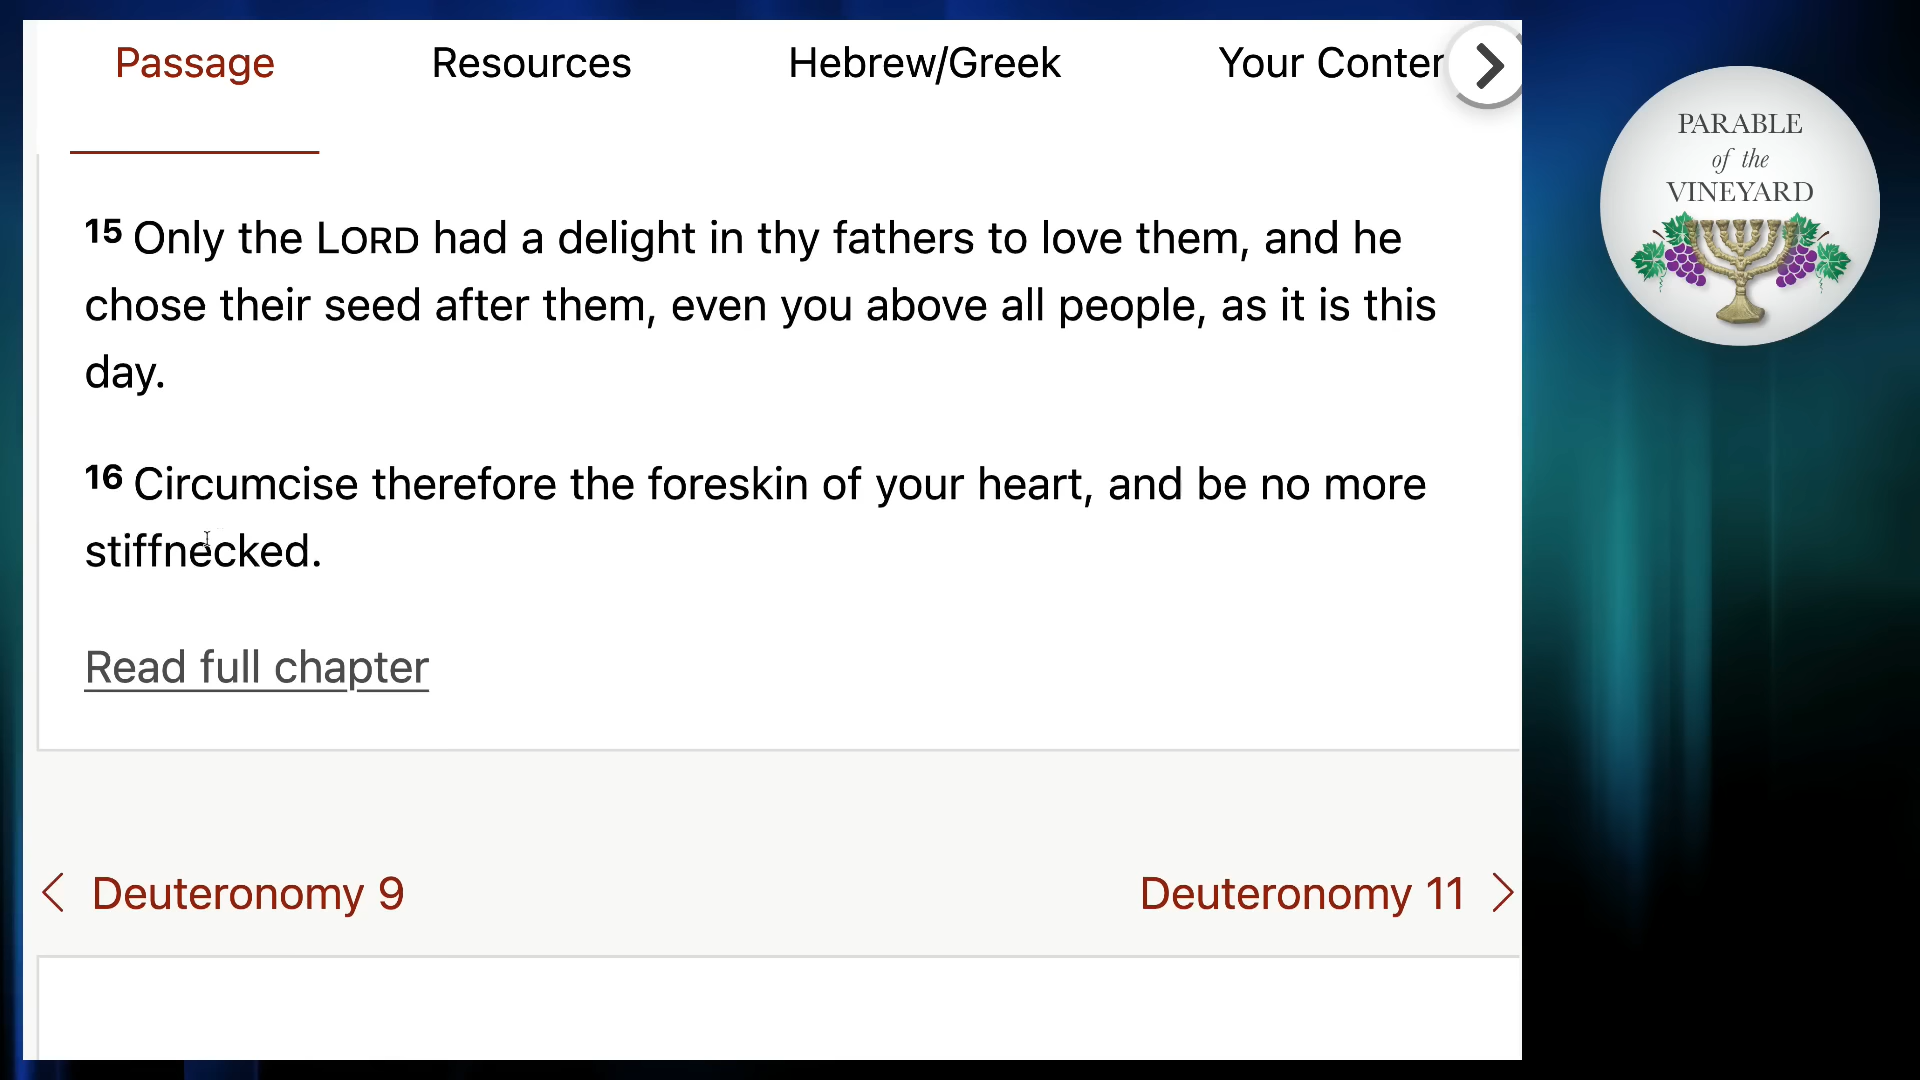 Passage Resources Hebrew/Greek Your Conter
15 Only the LORD had a delight in thy fathers to love them, and he
chose their seed after them, even you above all people, as it is this
day.
16 Circumcise therefore the foreskin of your heart, and be no more
stiffnecked.
Read full chapter
Deuteronomy 9 Deuteronomy 11
PARABLE
of the
VINEYARD